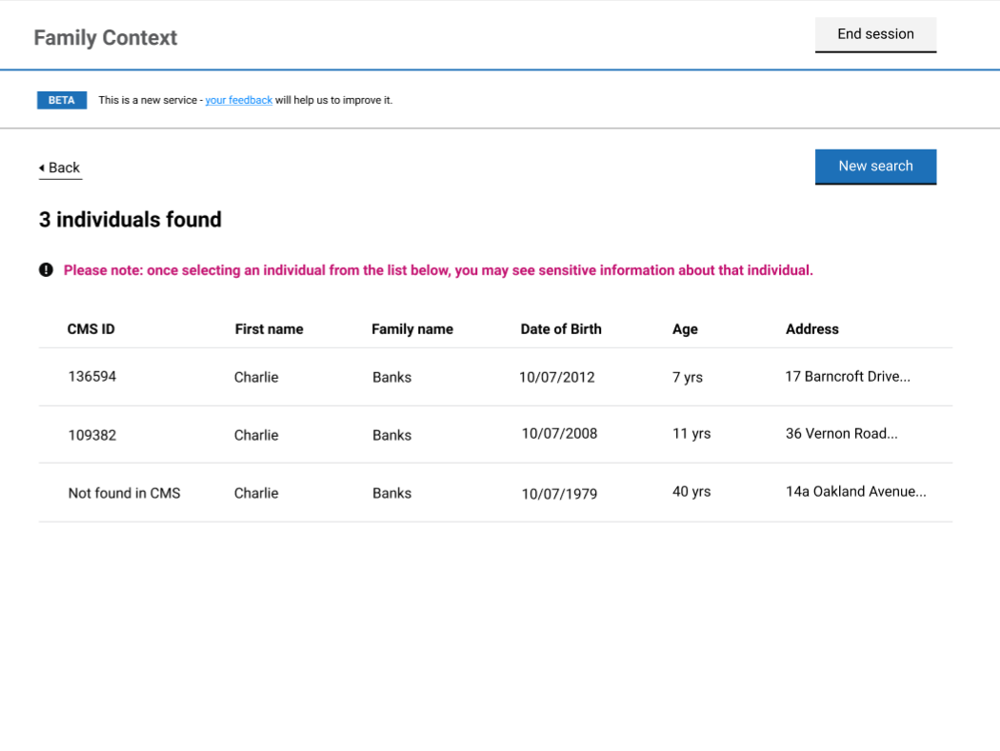 Family Context
End session
BETA This is a new service - your feedback will help us to improve it.
Back
New search
3 individuals found
Please note: once selecting an individual from the list below, you may see sensitive information about that individual.
CMS ID First name Family name Date of Birth Age Address
136594 Charlie Banks 10/07/2012 7 yrs 17 Barncroft Drive...
109382 Charlie Banks 10/07/2008 11 yrs 36 Vernon Road...
Not found in CMS Charlie Banks 10/07/1979 40 yrs 14a Oakland Avenue...